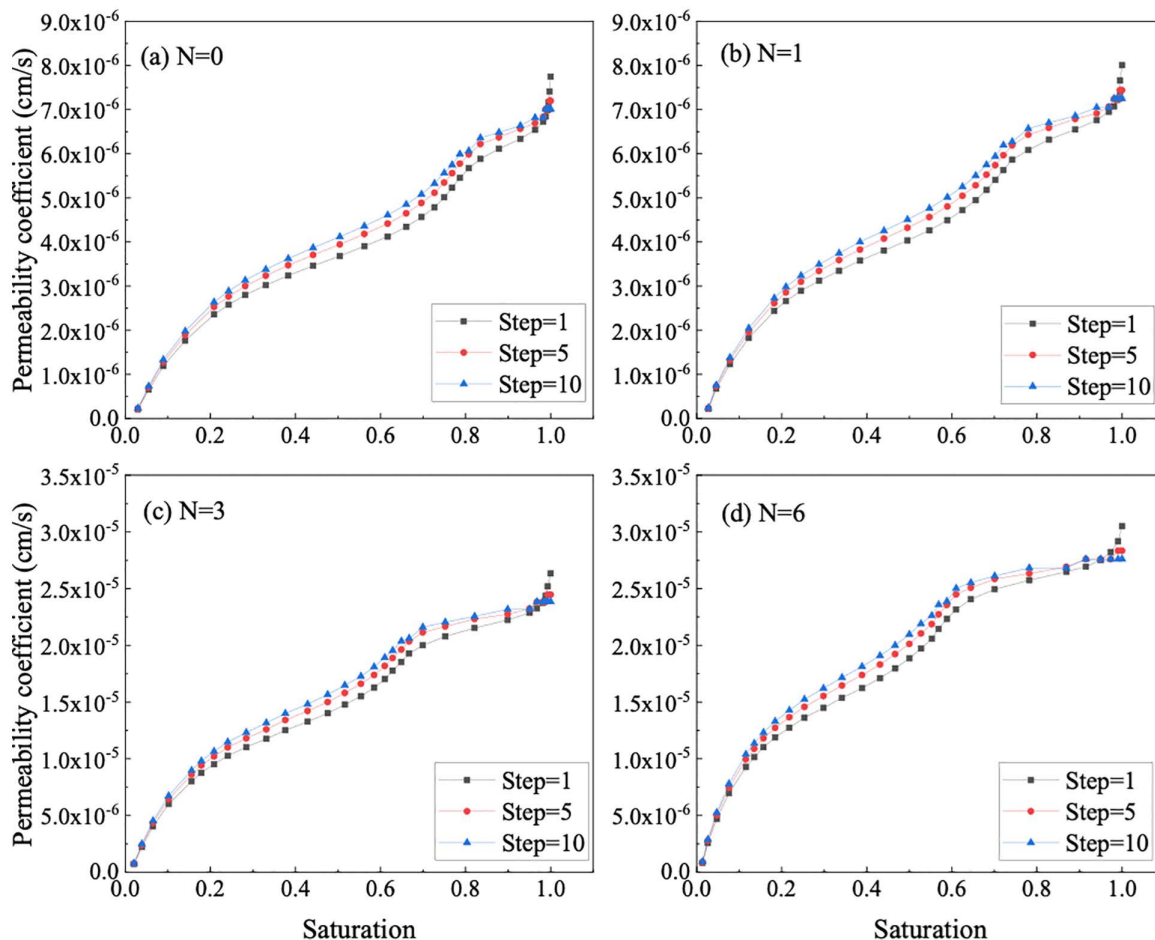 Permeability coefficient (cm/s)
9.0x10⁻⁶
8.0x10⁻⁶
7.0x10⁻⁶
6.0x10⁻⁶
5.0x10⁻⁶
4.0x10⁻⁶
3.0x10⁻⁶
2.0x10⁻⁶
1.0x10⁻⁶
0.0
(a) N=0
Step=1
Step=5
Step=10
0.0 0.2 0.4 0.6 0.8 1.0
9.0x10⁻⁶
8.0x10⁻⁶
7.0x10⁻⁶
6.0x10⁻⁶
5.0x10⁻⁶
4.0x10⁻⁶
3.0x10⁻⁶
2.0x10⁻⁶
1.0x10⁻⁶
0.0
(b) N=1
Step=1
Step=5
Step=10
0.0 0.2 0.4 0.6 0.8 1.0
Permeability coefficient (cm/s)
3.5x10⁻⁵
3.0x10⁻⁵
2.5x10⁻⁵
2.0x10⁻⁵
1.5x10⁻⁵
1.0x10⁻⁵
5.0x10⁻⁶
0.0
(c) N=3
Step=1
Step=5
Step=10
0.0 0.2 0.4 0.6 0.8 1.0
Saturation
3.5x10⁻⁵
3.0x10⁻⁵
2.5x10⁻⁵
2.0x10⁻⁵
1.5x10⁻⁵
1.0x10⁻⁵
5.0x10⁻⁶
0.0
(d) N=6
Step=1
Step=5
Step=10
0.0 0.2 0.4 0.6 0.8 1.0
Saturation